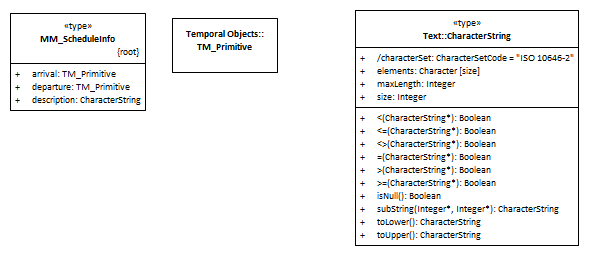 «type»
MM_ScheduleInfo
{root}
+ arrival: TM_Primitive
+ departure: TM_Primitive
+ description: CharacterString
Temporal Objects::
TM_Primitive
«type»
Text::CharacterString
+ /characterSet: CharacterSetCode = "ISO 10646-2"
+ elements: Character [size]
+ maxLength: Integer
+ size: Integer
+ <(CharacterString*): Boolean
+ <=(CharacterString*): Boolean
+ <>(CharacterString*): Boolean
+ =(CharacterString*): Boolean
+ >(CharacterString*): Boolean
+ >=(CharacterString*): Boolean
+ isNull(): Boolean
+ subString(Integer*, Integer*): CharacterString
+ toLower(): CharacterString
+ toUpper(): CharacterString